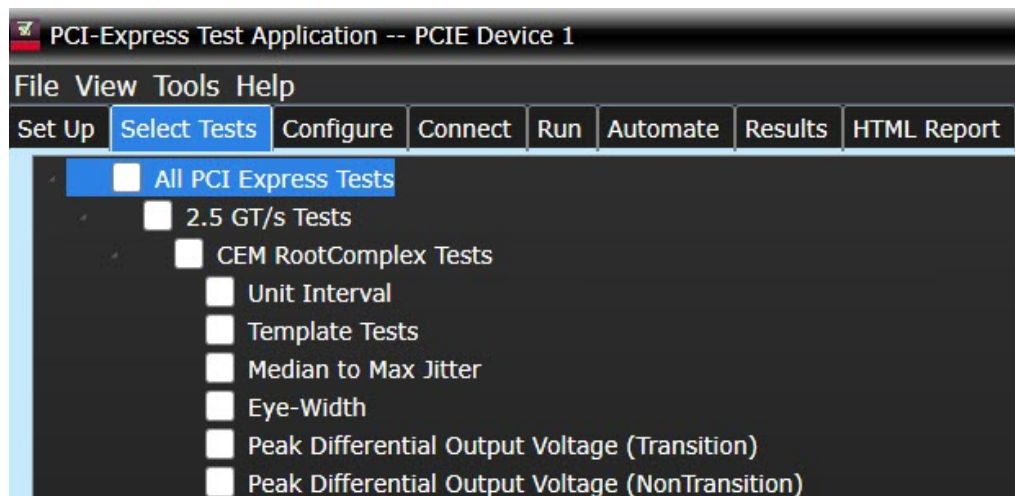 PCI-Express Test Application -- PCIE Device 1
File View Tools Help
Set Up Select Tests Configure Connect Run Automate Results HTML Report
All PCI Express Tests
2.5 GT/s Tests
CEM RootComplex Tests
Unit Interval
Template Tests
Median to Max Jitter
Eye-Width
Peak Differential Output Voltage (Transition)
Peak Differential Output Voltage (NonTransition)